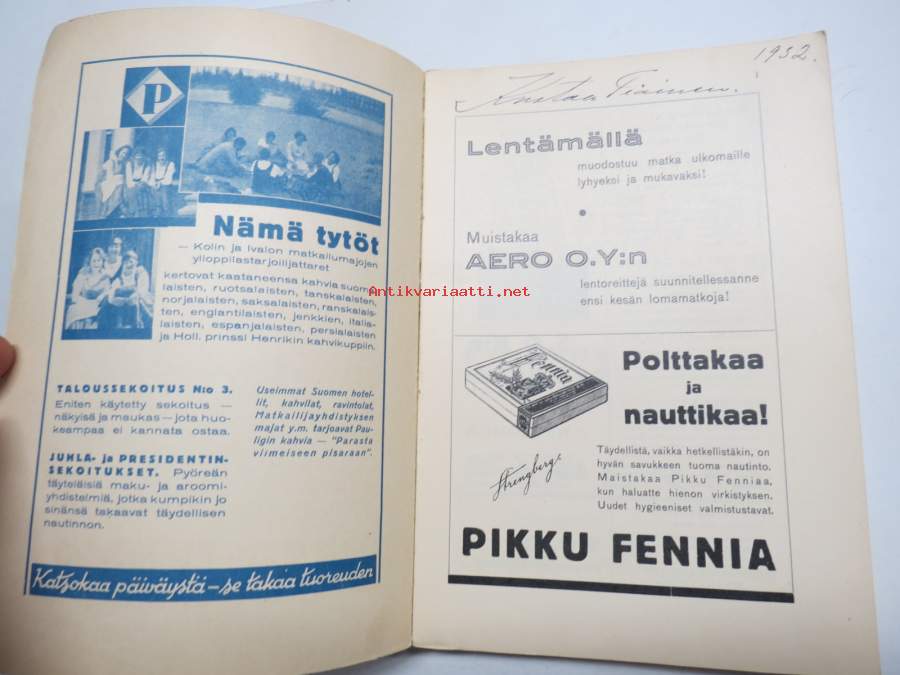 P
Nämä tytöt
— Kolin ja Ivalon matkailumajojen
ylioppilastarjoilijattaret
kertovat kaataneensa kahvia suoma-
laisten, ruotsalaisten, tanskalaisten,
norjalaisten, saksalaisten, ranskalais-
ten, englantilaisten, jenkkien, italia-
laisten, espanjalaisten, persialaisten
ja Holl. prinssi Henrikin kahvikuppiin.
TALOUSSEKOITUS N:o 3.
Eniten käytetty sekoitus —
näkyisä ja maukas — jota huo-
keampaa ei kannata ostaa.
JUHLA- ja PRESIDENTIN-
SEKOITUKSET. Pyöreän
täyteläisiä maku- ja aroomi-
yhdistelmiä, jotka kumpikin jo
sinänsä takaavat täydellisen
nautinnon.
Useimmat Suomen hotel-
lit, kahvilat, ravintolat,
Matkailijayhdistyksen
majat y.m. tarjoavat Pau-
ligin kahvia — "Parasta
viimeiseen pisaraan".
Katsokaa päiväystä – se takaa tuoreuden
1932.
Kustaa Tiainen.
Lentämällä
muodostuu matka ulkomaille
lyhyeksi ja mukavaksi!
Muistakaa
AERO O.Y:n
lentoreittejä suunnitellessanne
ensi kesän lomamatkoja!
Fennia
Polttakaa
ja
nauttikaa!
Strengberg
Täydellistä, vaikka hetkellistäkin, on
hyvän savukkeen tuoma nautinto.
Maistakaa Pikku Fenniaa,
kun haluatte hienon virkistyksen.
Uudet hygieeniset valmistustavat.
PIKKU FENNIA
Antikvariaatti.net